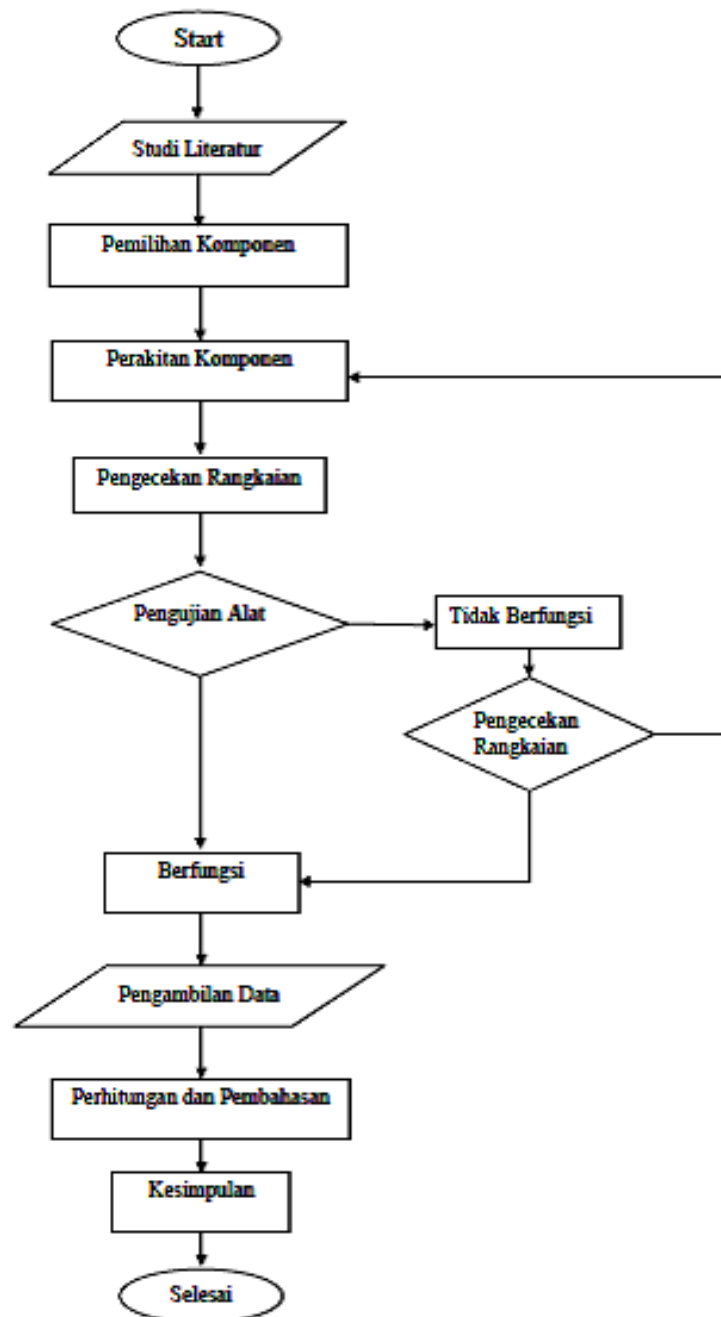 Start
Studi Literatur
Pemilihan Komponen
Perakitan Komponen
Pengecekan Rangkaian
Pengujian Alat
Tidak Berfungsi
Pengecekan
Rangkaian
Berfungsi
Pengambilan Data
Perhitungan dan Pembahasan
Kesimpulan
Selesai